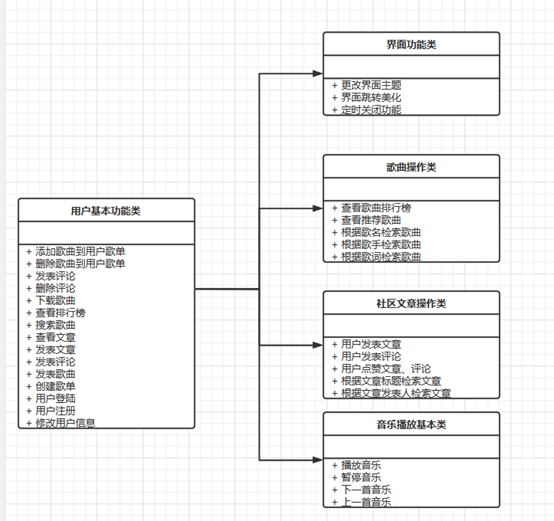 界面功能类
+ 更改界面主题
+ 界面跳转美化
+ 定时关闭功能
歌曲操作类
+ 查看歌曲排行榜
+ 查看推荐歌曲
+ 根据歌名检素歌曲
+ 根据歌手检素歌曲
+ 根据歌词检素歌曲
用户基本功能类
+ 添加歌曲到用户歌单
+ 删除歌曲到用户歌单
+ 发表评论
+ 删除评论
+ 下载歌曲
+ 查看排行榜
+ 搜索歌曲
+ 查看文章
+ 发表文章
+ 发表评论
+ 发表歌曲
+ 创建歌单
+ 用户登陆
+ 用户注册
+ 修改用户信息
社区文章操作类
+ 用户发表文章
+ 用户发表评论
+ 用户点赞文章、评论
+ 根据文章标题检索文章
+ 根据文章发表人检索文章
音乐播放基本类
+ 播放音乐
+ 暂停音乐
+ 下一首音乐
+ 上一首音乐